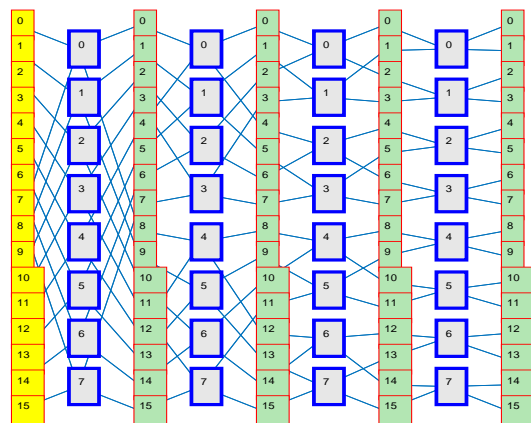 0 0 0 0 0
0 0 0 0
1 1 1 1 1
2 2 2 2 2
1 1 1 1
3 3 3 3 3
4 4 4 4 4
2 2 2 2
5 5 5 5 5
6 6 6 6 6
3 3 3 3
7 7 7 7 7
8 8 8 8 8
4 4 4 4
9 9 9 9 9
10 10 10 10 10
5 5 5 5
11 11 11 11 11
12 12 12 12 12
6 6 6 6
13 13 13 13 13
14 14 14 14 14
7 7 7 7
15 15 15 15 15